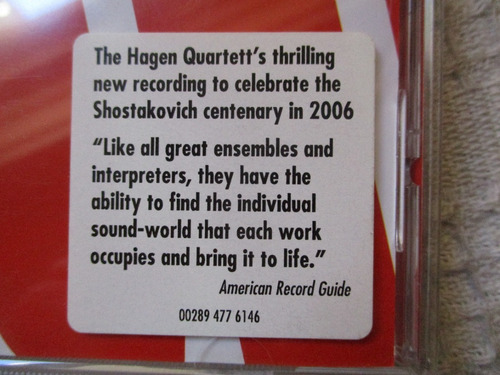 The Hagen Quartett's thrilling
new recording to celebrate the
Shostakovich centenary in 2006
“Like all great ensembles and
interpreters, they have the
ability to find the individual
sound-world that each work
occupies and bring it to life.”
American Record Guide
00289 477 6146